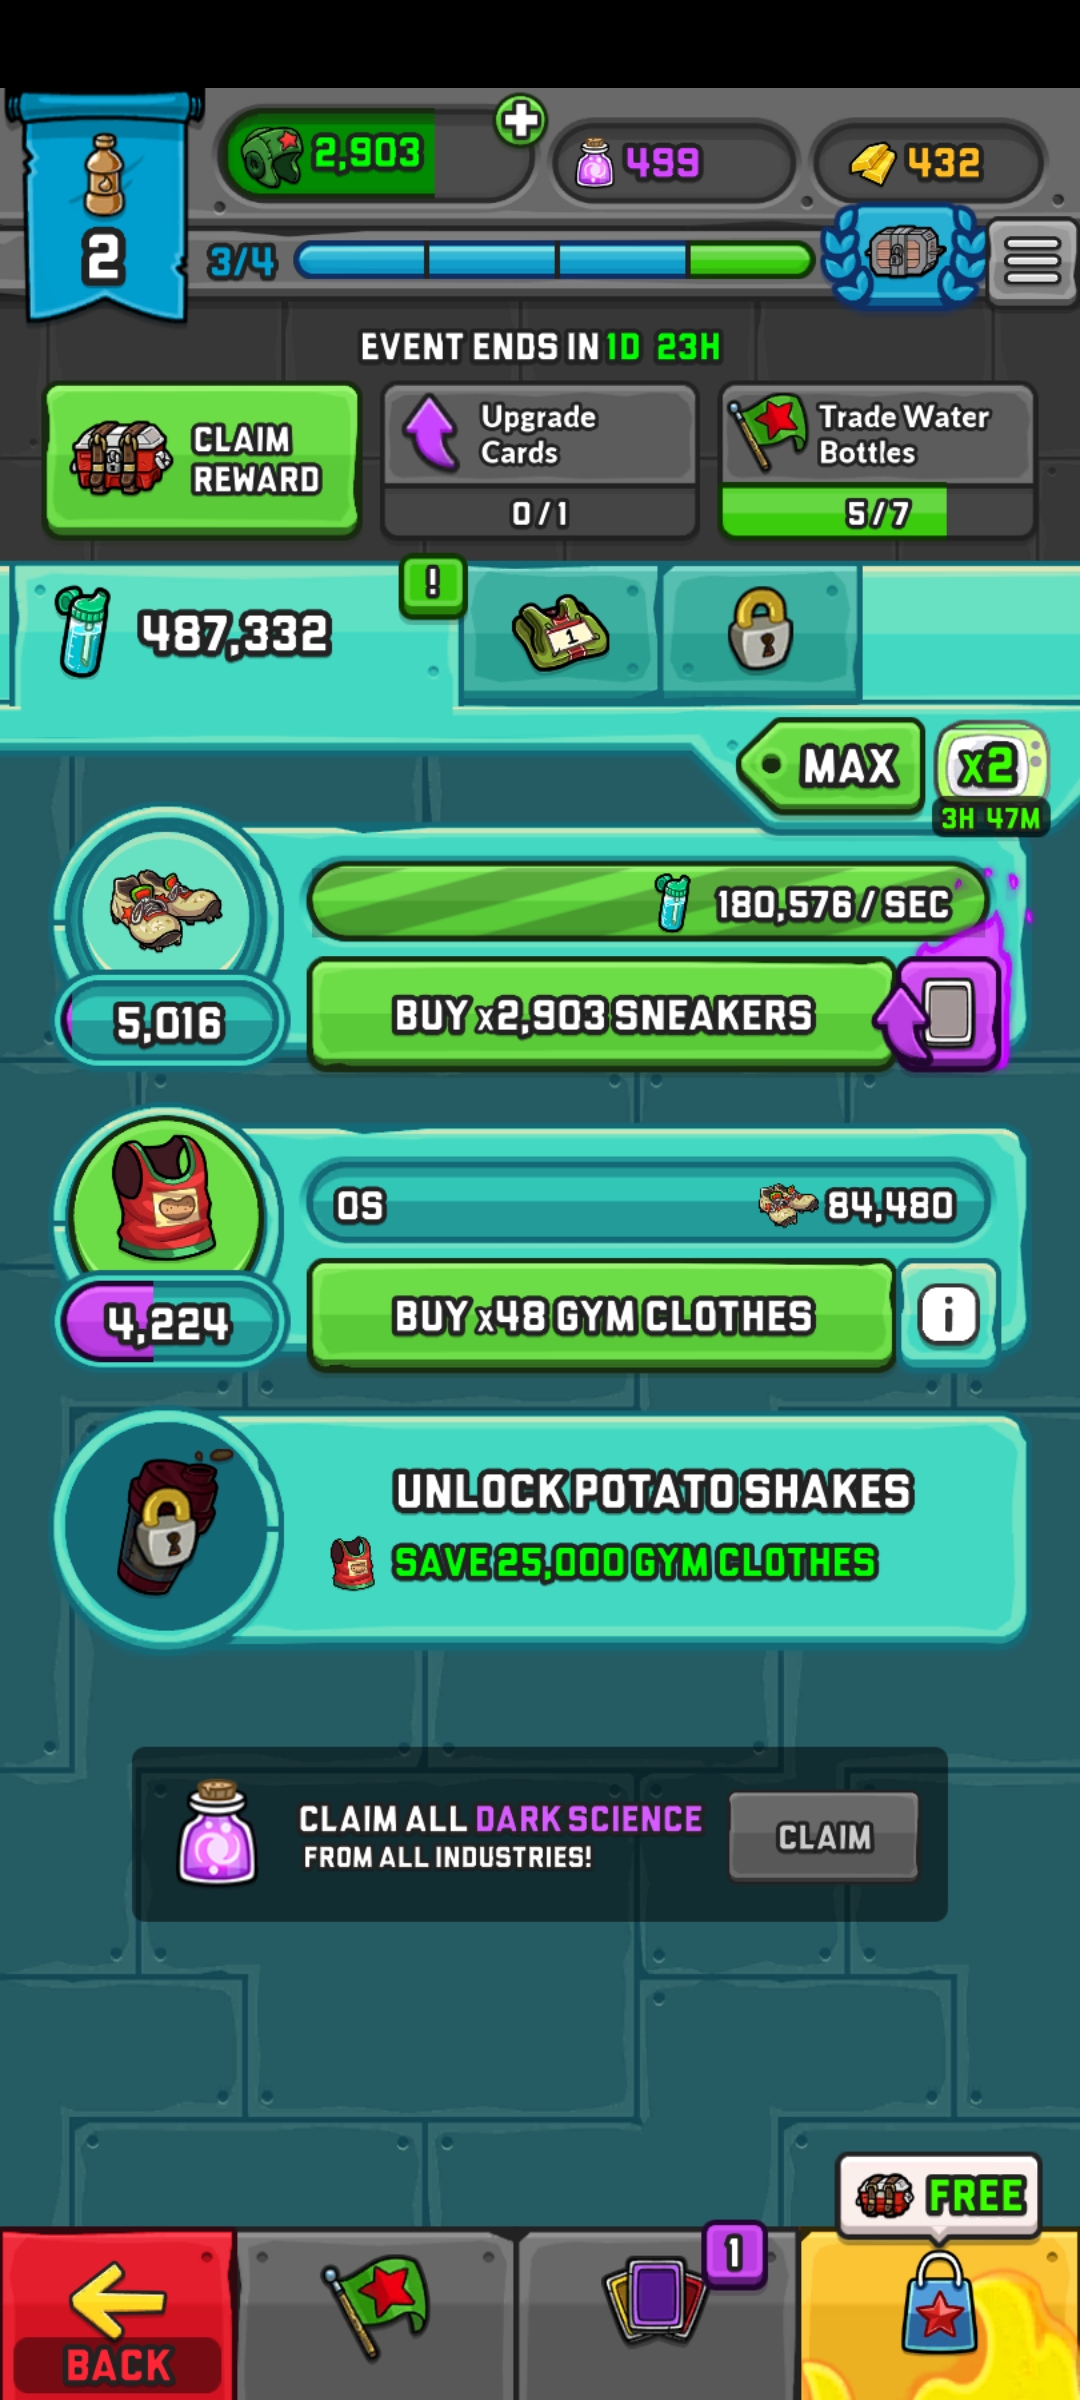 2,903
499
432
2
3/4
EVENT ENDS IN 1D 23H
CLAIM
REWARD
Upgrade
Cards
0/1
Trade Water
Bottles
5/7
487,332
!
1
MAX
x2
3H 47M
180,576/SEC
5,016
BUY x2,903 SNEAKERS
0S
84,480
4,224
BUY x48 GYM CLOTHES
i
UNLOCK POTATO SHAKES
SAVE 25,000 GYM CLOTHES
CLAIM ALL DARK SCIENCE
FROM ALL INDUSTRIES!
CLAIM
FREE
1
BACK